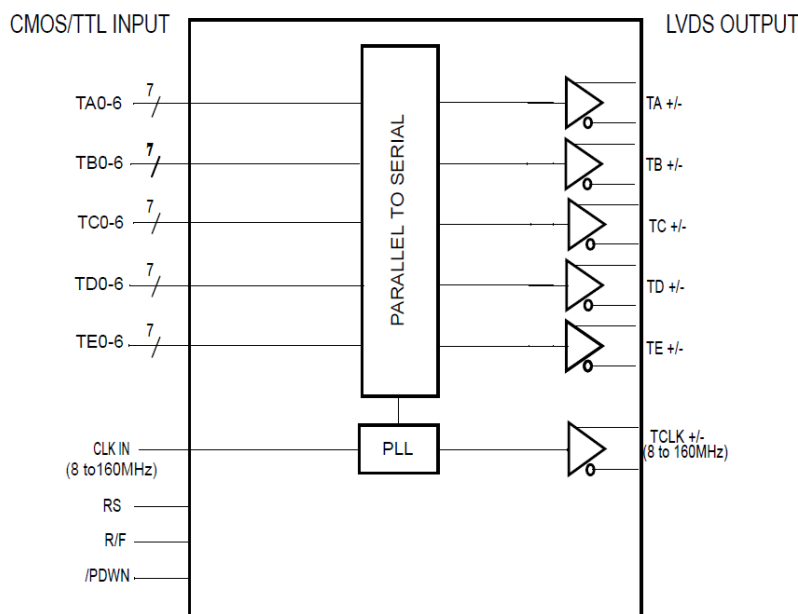 CMOS/TTL INPUT
LVDS OUTPUT
TA0-6
7
TA +/-
TB0-6
7
TB +/-
TC0-6
7
TC +/-
TD0-6
7
TD +/-
TE0-6
7
TE +/-
PARALLEL TO SERIAL
CLK IN
(8 to160MHz)
PLL
TCLK +/-
(8 to 160MHz)
RS
R/F
/PDWN